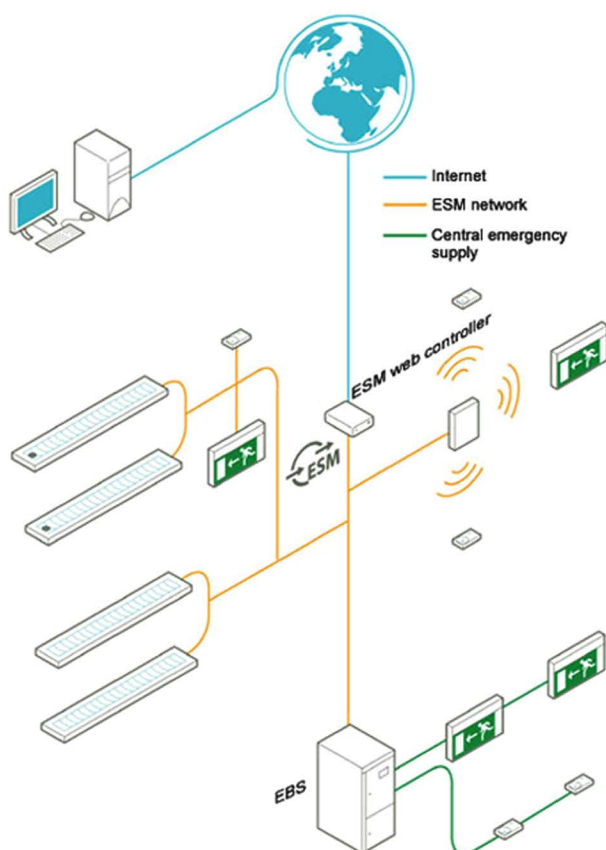 Internet
ESM network
Central emergency
supply
ESM web controller
ESM
EBS